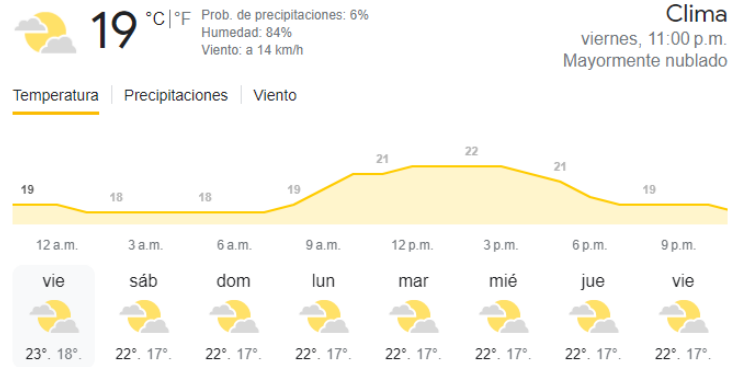 19 °C|°F
Prob. de precipitaciones: 6%
Humedad: 84%
Viento: a 14 km/h
Clima
viernes, 11:00 p.m.
Mayormente nublado
Temperatura Precipitaciones Viento
19 18 18 19 21 22 21 19
12 a.m. 3 a.m. 6 a.m. 9 a.m. 12 p.m. 3 p.m. 6 p.m. 9 p.m.
vie sáb dom lun mar mié jue vie
23°. 18°. 22°. 17°. 22°. 17°. 22°. 17°. 22°. 17°. 22°. 17°. 22°. 17°. 22°. 17°.